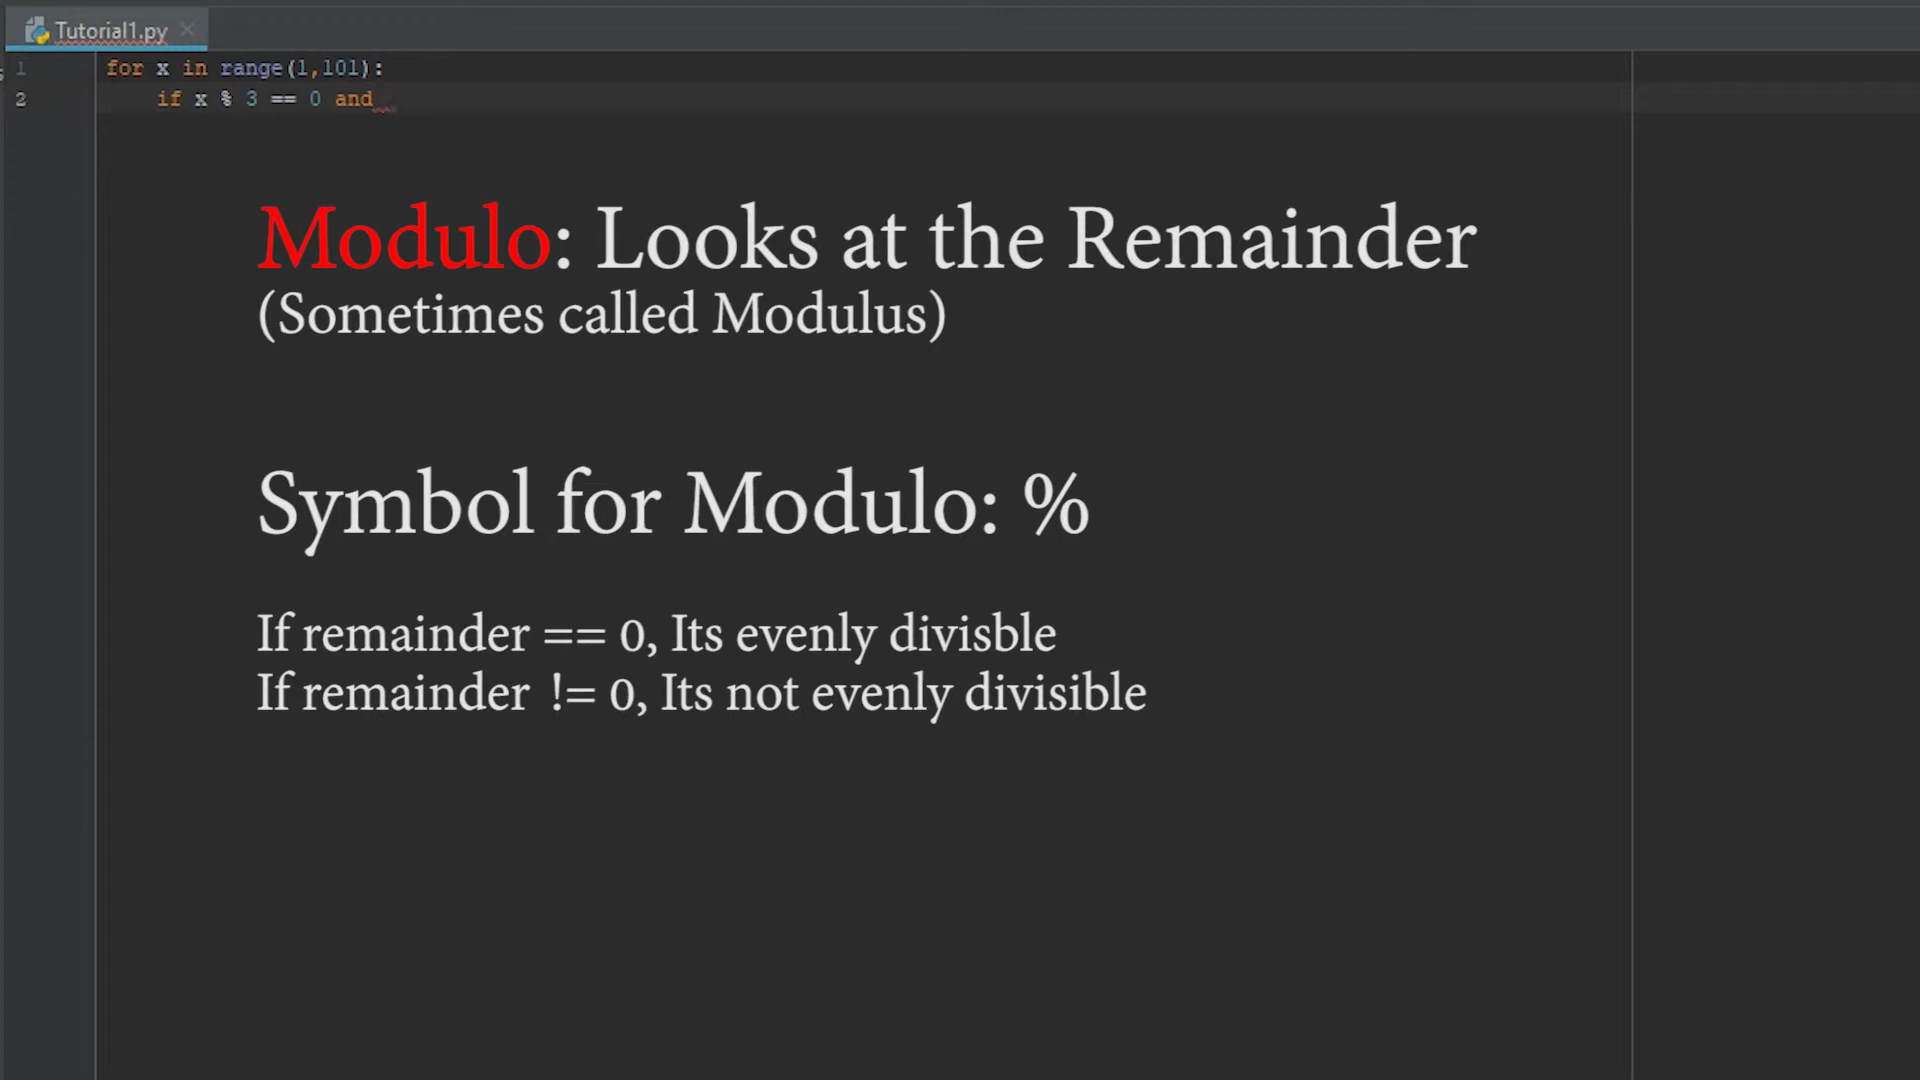 Tutorial1.py
1 for x in range(1,101):
2 if x % 3 == 0 and
Modulo: Looks at the Remainder
(Sometimes called Modulus)
Symbol for Modulo: %
If remainder == 0, Its evenly divisble
If remainder != 0, Its not evenly divisible